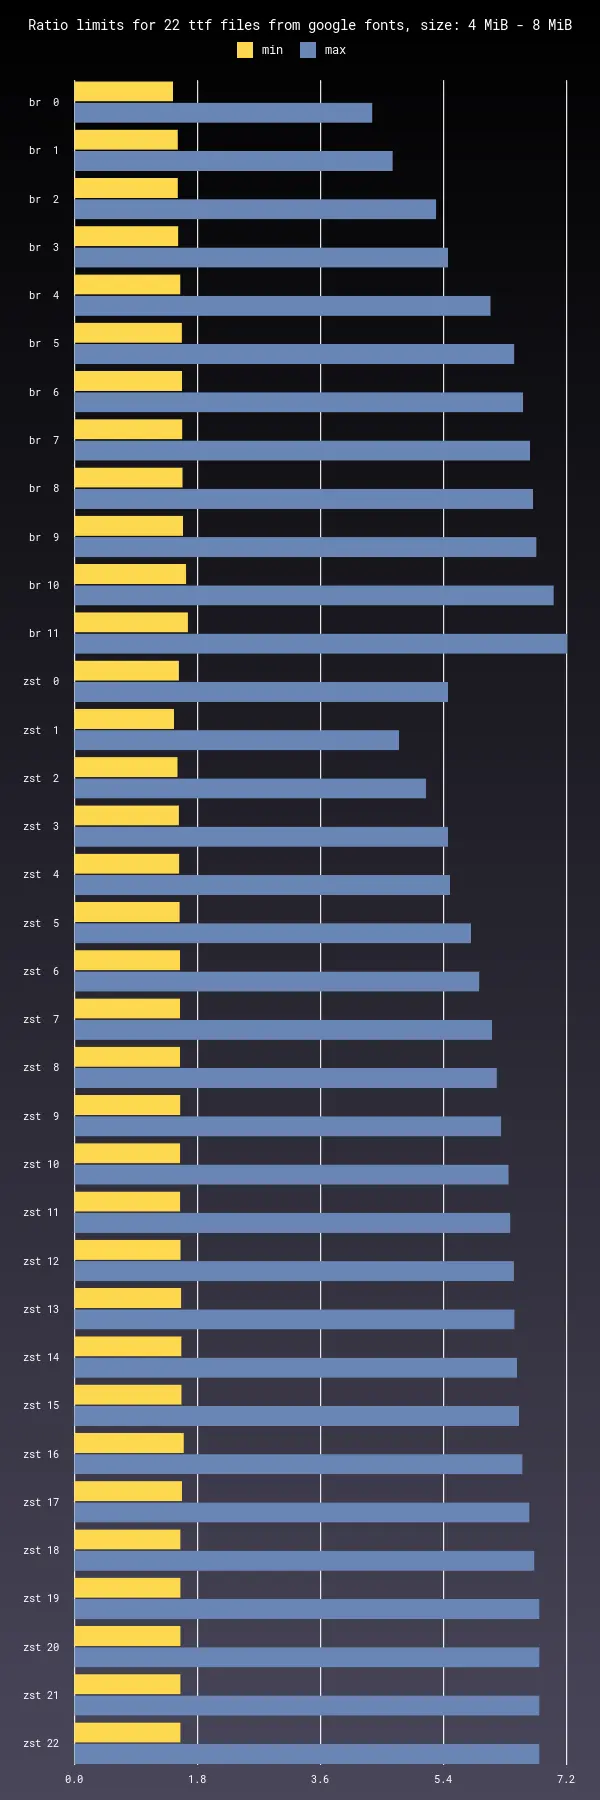 Ratio limits for 22 ttf files from google fonts, size: 4 MiB - 8 MiB
min max
br 0
br 1
br 2
br 3
br 4
br 5
br 6
br 7
br 8
br 9
br 10
br 11
zst 0
zst 1
zst 2
zst 3
zst 4
zst 5
zst 6
zst 7
zst 8
zst 9
zst 10
zst 11
zst 12
zst 13
zst 14
zst 15
zst 16
zst 17
zst 18
zst 19
zst 20
zst 21
zst 22
0.0 1.8 3.6 5.4 7.2